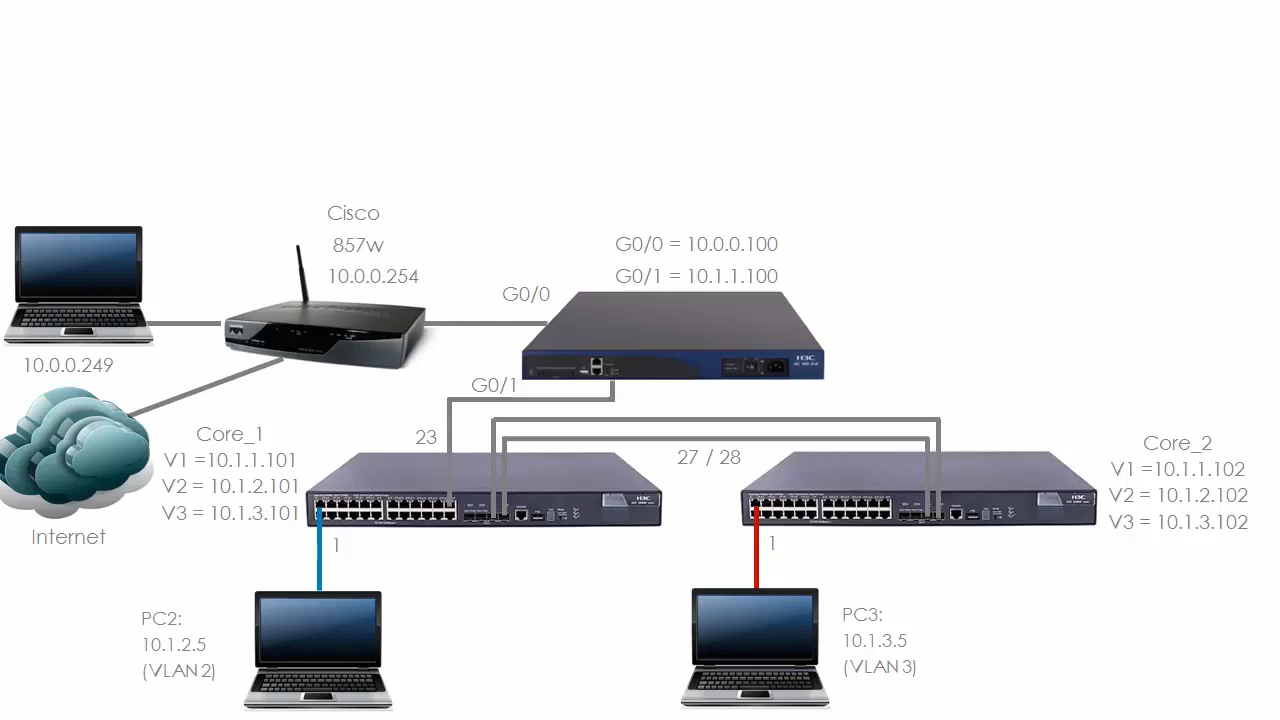 Cisco
857w
10.0.0.254
G0/0 = 10.0.0.100
G0/1 = 10.1.1.100
G0/0
10.0.0.249
G0/1
H3C
Core_1
V1 =10.1.1.101
V2 = 10.1.2.101
V3 = 10.1.3.101
23
27 / 28
Core_2
V1 =10.1.1.102
V2 = 10.1.2.102
V3 = 10.1.3.102
H3C
H3C
Internet
1
1
PC2:
10.1.2.5
(VLAN 2)
PC3:
10.1.3.5
(VLAN 3)